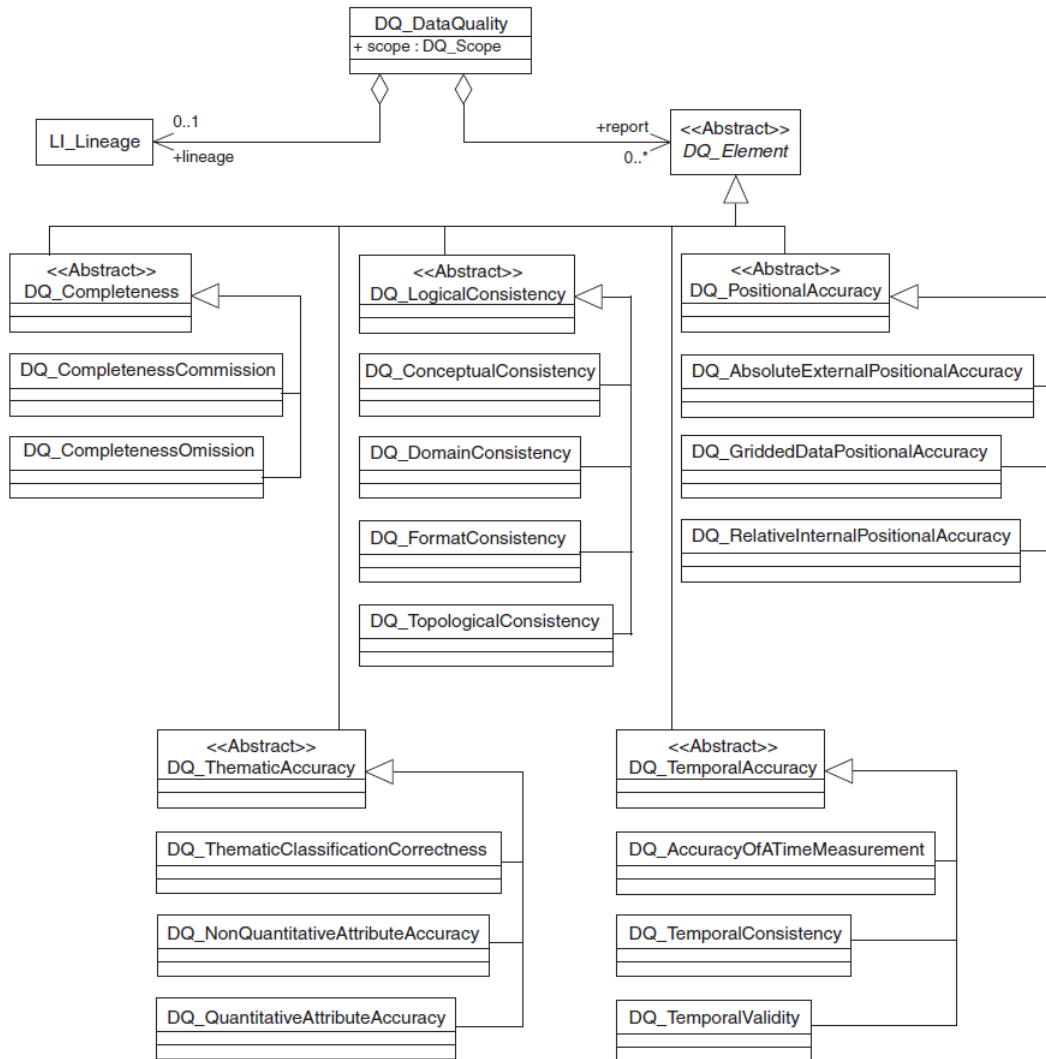 DQ_DataQuality
+ scope : DQ_Scope
0..1
LI_Lineage
+lineage
+report
0..*
<<Abstract>>
DQ_Element
<<Abstract>>
DQ_Completeness
DQ_CompletenessCommission
DQ_CompletenessOmission
<<Abstract>>
DQ_LogicalConsistency
DQ_ConceptualConsistency
DQ_DomainConsistency
DQ_FormatConsistency
DQ_TopologicalConsistency
<<Abstract>>
DQ_PositionalAccuracy
DQ_AbsoluteExternalPositionalAccuracy
DQ_GriddedDataPositionalAccuracy
DQ_RelativeInternalPositionalAccuracy
<<Abstract>>
DQ_ThematicAccuracy
DQ_ThematicClassificationCorrectness
DQ_NonQuantitativeAttributeAccuracy
DQ_QuantitativeAttributeAccuracy
<<Abstract>>
DQ_TemporalAccuracy
DQ_AccuracyOfATimeMeasurement
DQ_TemporalConsistency
DQ_TemporalValidity